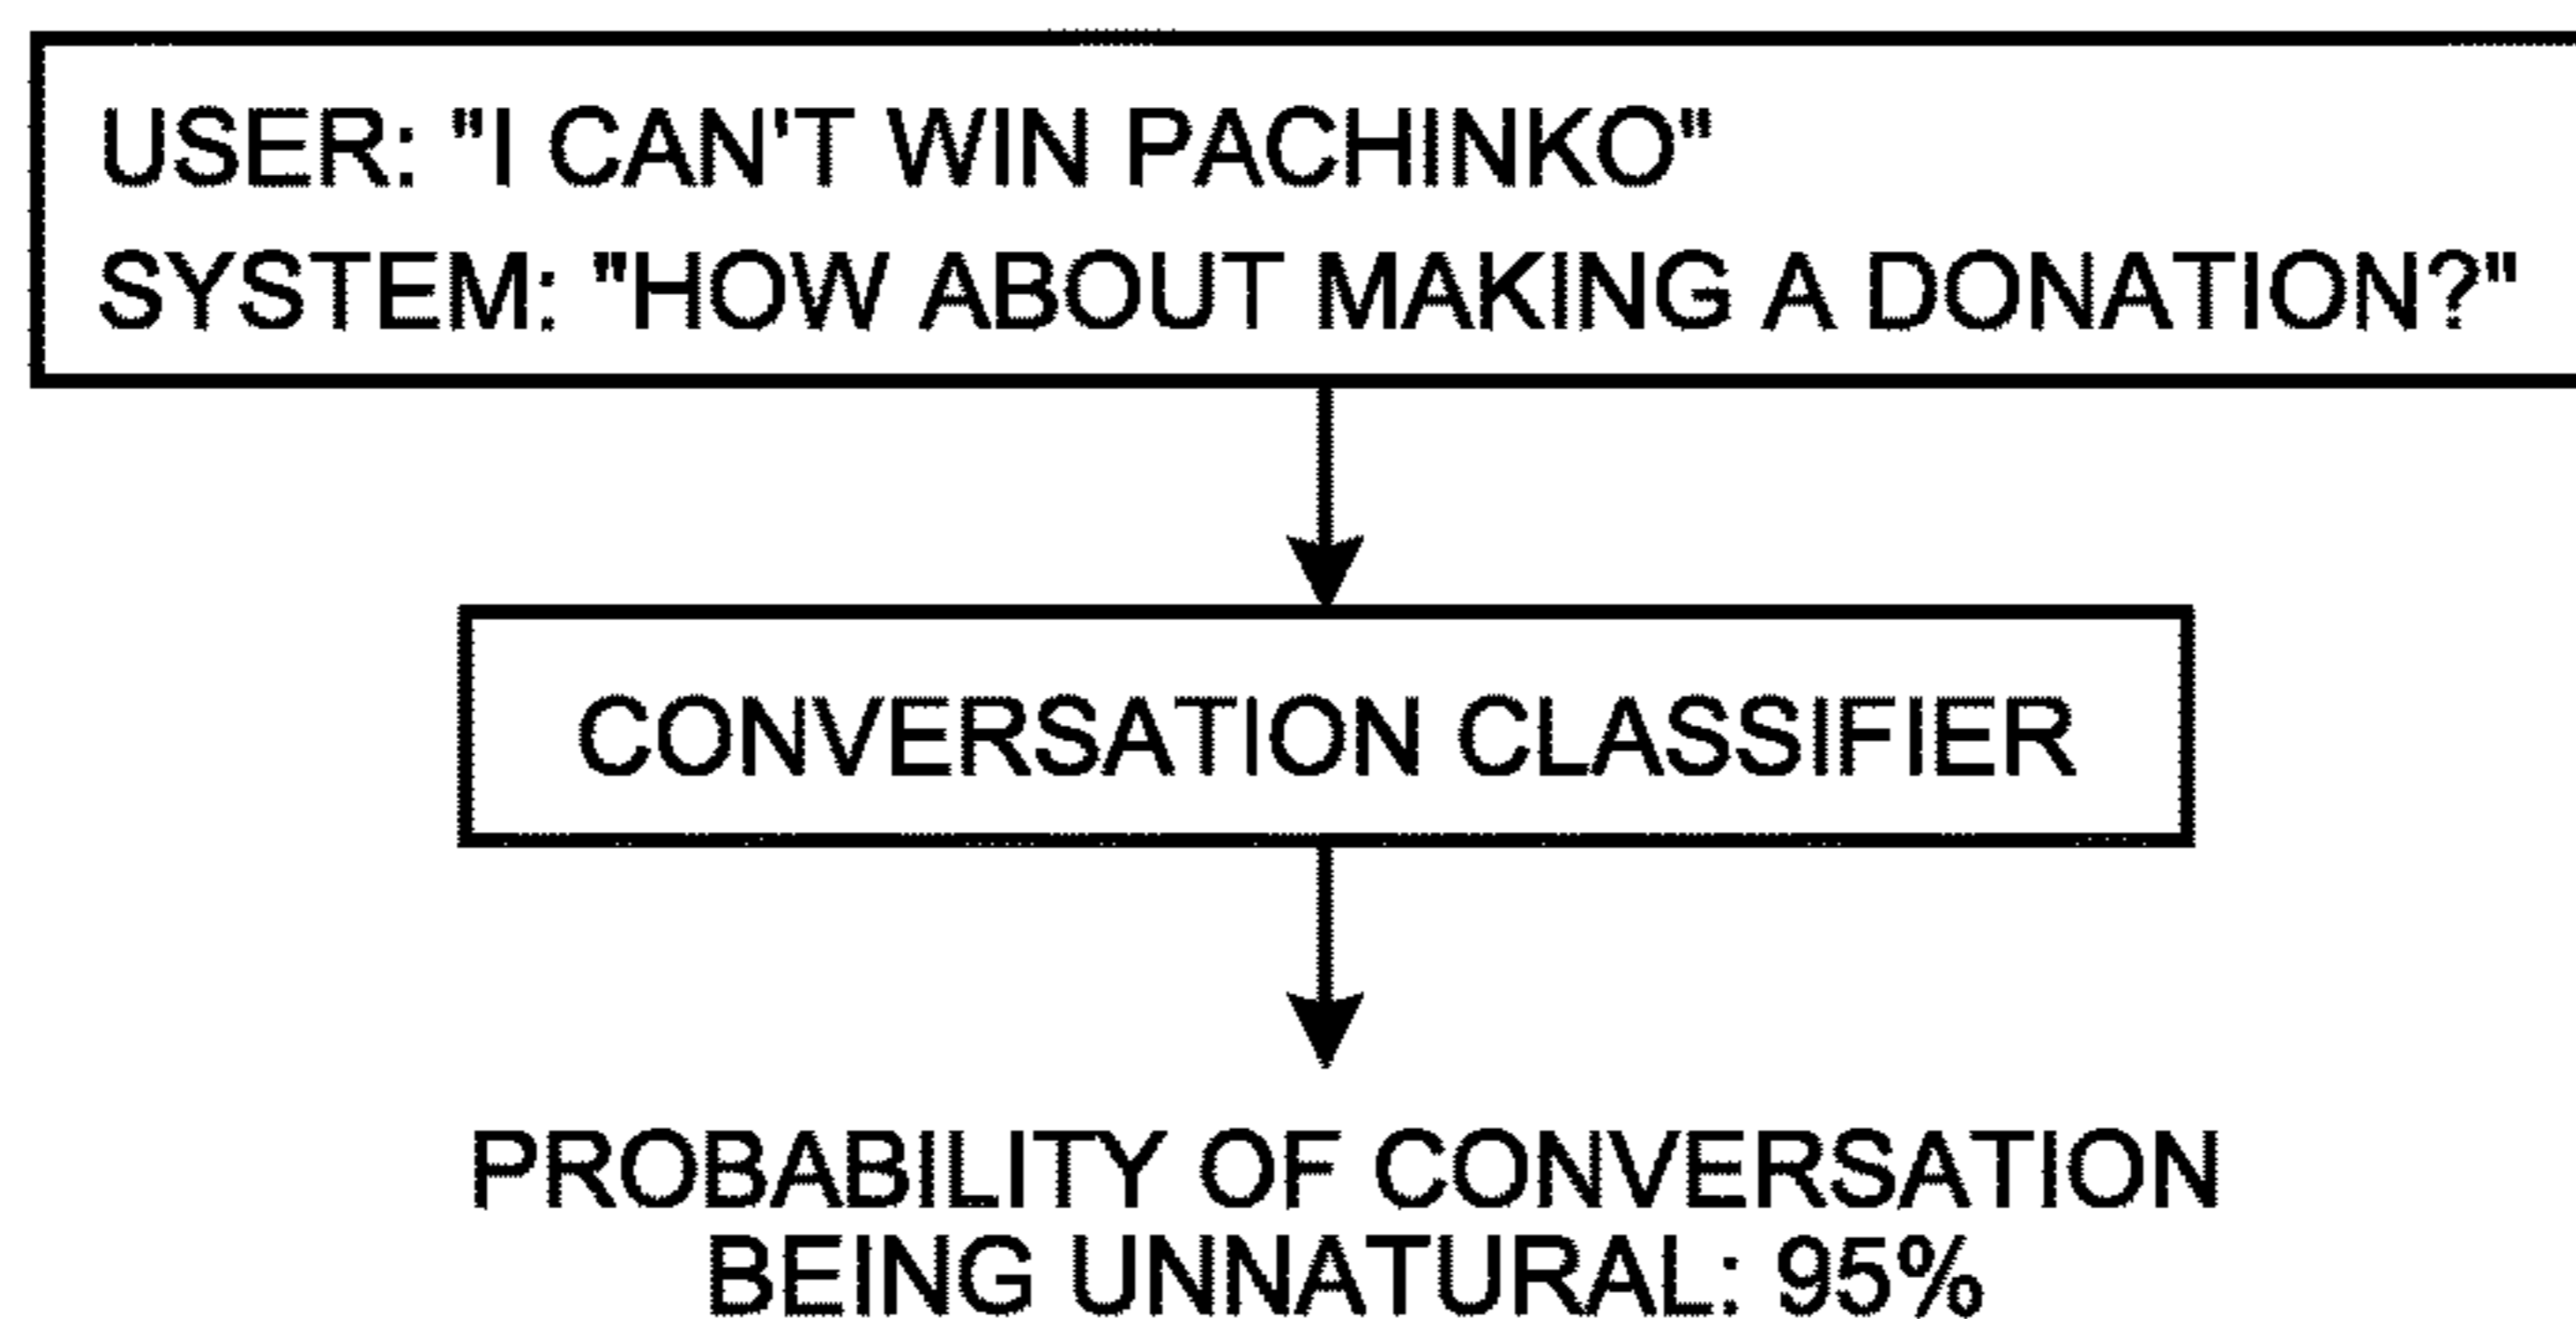 USER: "I CAN'T WIN PACHINKO"
SYSTEM: "HOW ABOUT MAKING A DONATION?"
CONVERSATION CLASSIFIER
PROBABILITY OF CONVERSATION
BEING UNNATURAL: 95%